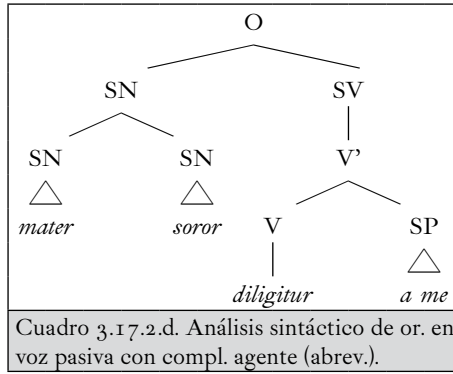 O
SN SV
SN SN V’
mater soror V SP
diligitur a me
Cuadro 3.17.2.d. Análisis sintáctico de or. en
voz pasiva con compl. agente (abrev.).